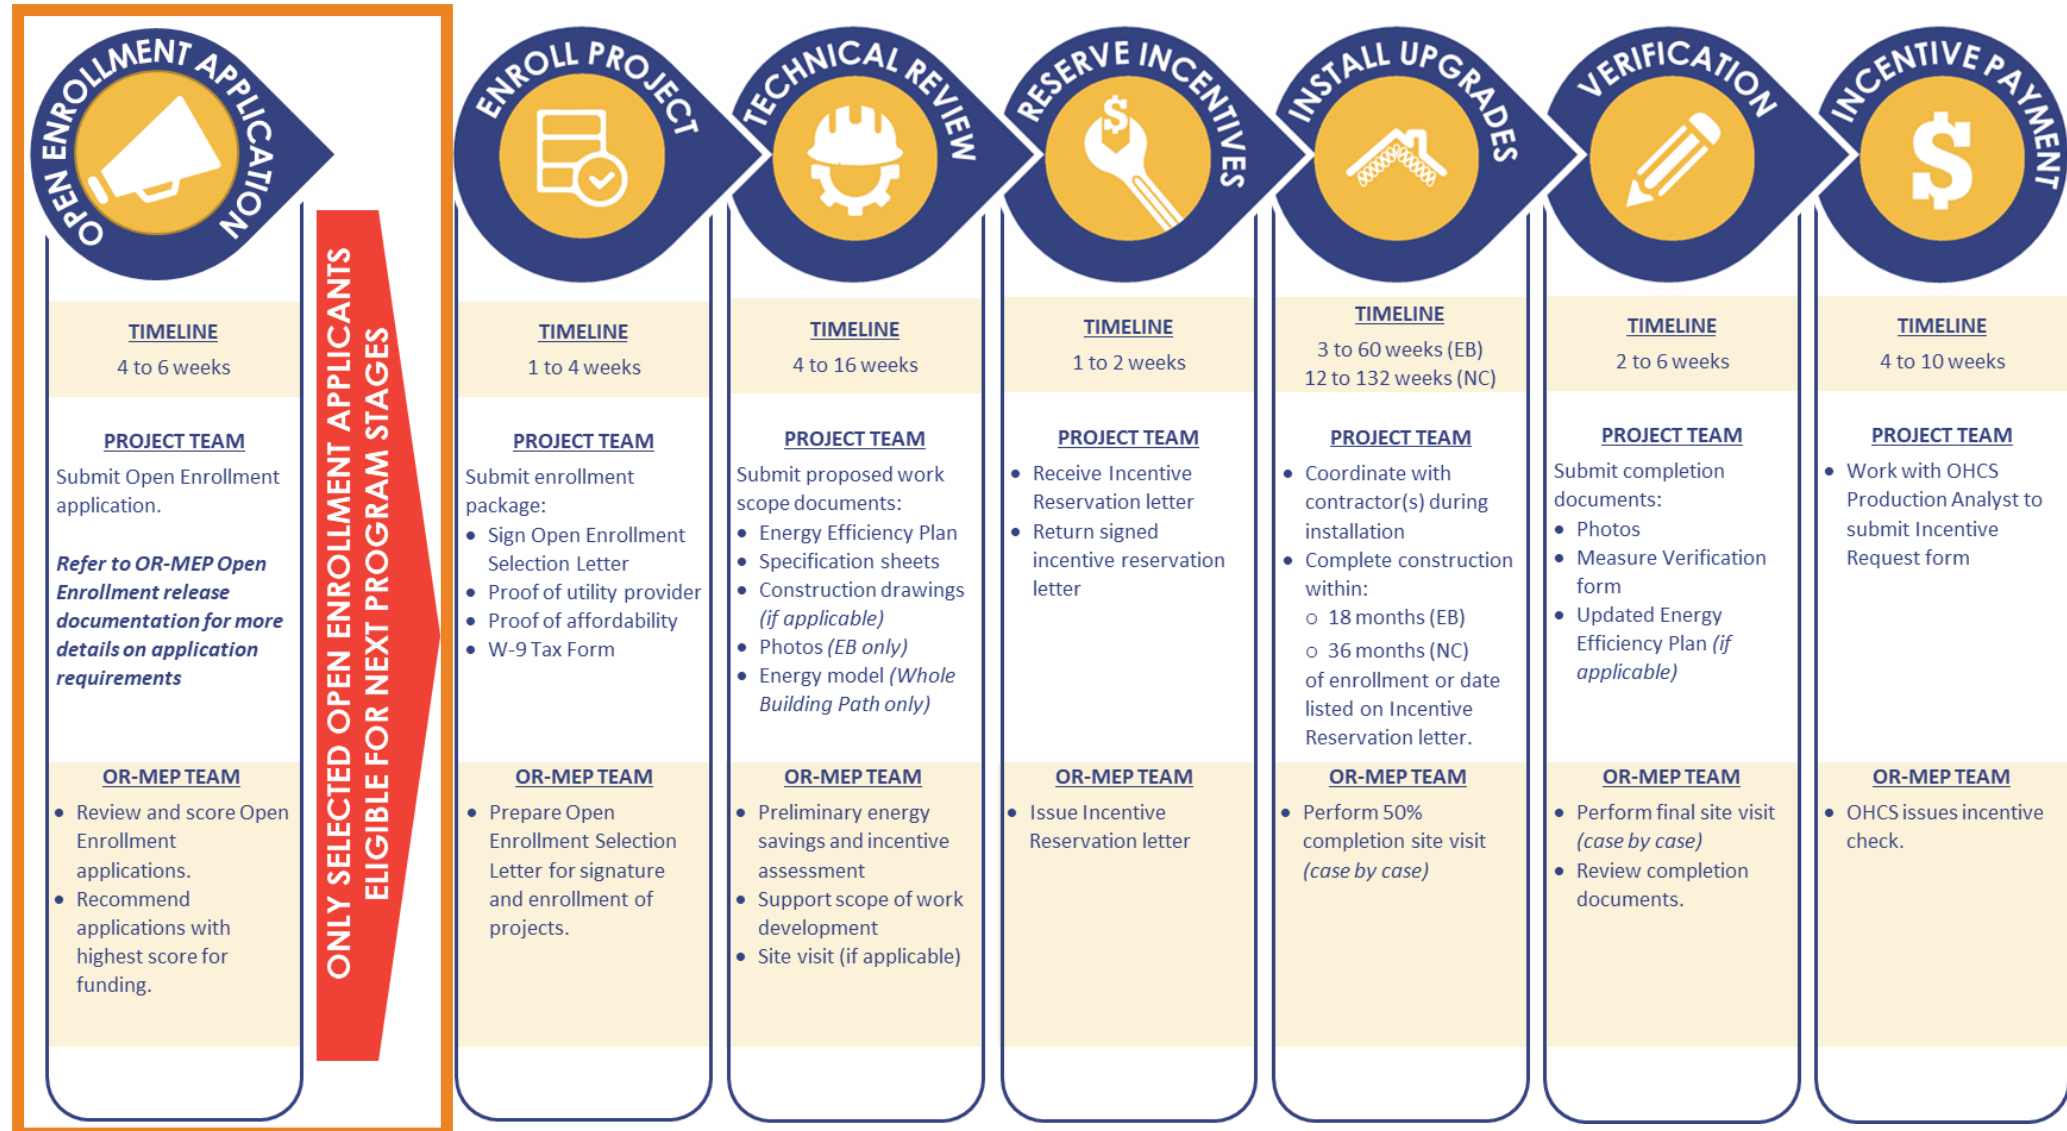 OPEN ENROLLMENT APPLICATION
TIMELINE
4 to 6 weeks
PROJECT TEAM
Submit Open Enrollment
application.
Refer to OR-MEP Open
Enrollment release
documentation for more
details on application
requirements
OR-MEP TEAM
• Review and score Open
Enrollment
applications.
• Recommend
applications with
highest score for
funding.
ONLY SELECTED OPEN ENROLLMENT APPLICANTS
ELIGIBLE FOR NEXT PROGRAM STAGES
ENROLL PROJECT
TIMELINE
1 to 4 weeks
PROJECT TEAM
Submit enrollment
package:
• Sign Open Enrollment
Selection Letter
• Proof of utility provider
• Proof of affordability
• W-9 Tax Form
OR-MEP TEAM
• Prepare Open
Enrollment Selection
Letter for signature
and enrollment of
projects.
TECHNICAL REVIEW
TIMELINE
4 to 16 weeks
PROJECT TEAM
Submit proposed work
scope documents:
• Energy Efficiency Plan
• Specification sheets
• Construction drawings
(if applicable)
• Photos (EB only)
• Energy model (Whole
Building Path only)
OR-MEP TEAM
• Preliminary energy
savings and incentive
assessment
• Support scope of work
development
• Site visit (if applicable)
RESERVE INCENTIVES
$
TIMELINE
1 to 2 weeks
PROJECT TEAM
• Receive Incentive
Reservation letter
• Return signed
incentive reservation
letter
OR-MEP TEAM
• Issue Incentive
Reservation letter
INSTALL UPGRADES
TIMELINE
3 to 60 weeks (EB)
12 to 132 weeks (NC)
PROJECT TEAM
• Coordinate with
contractor(s) during
installation
• Complete construction
within:
o 18 months (EB)
o 36 months (NC)
of enrollment or date
listed on Incentive
Reservation letter.
OR-MEP TEAM
• Perform 50%
completion site visit
(case by case)
VERIFICATION
TIMELINE
2 to 6 weeks
PROJECT TEAM
Submit completion
documents:
• Photos
• Measure Verification
form
• Updated Energy
Efficiency Plan (if
applicable)
OR-MEP TEAM
• Perform final site visit
(case by case)
• Review completion
documents.
INCENTIVE PAYMENT
$
TIMELINE
4 to 10 weeks
PROJECT TEAM
• Work with OHCS
Production Analyst to
submit Incentive
Request form
OR-MEP TEAM
• OHCS issues incentive
check.